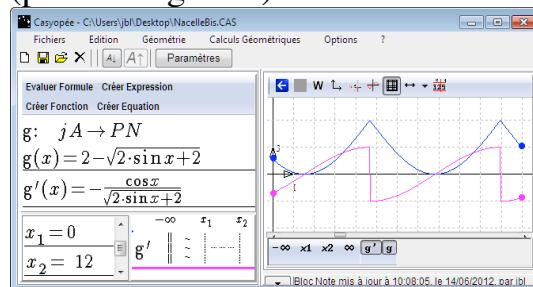 Casyopée - C:\Users\jbl\Desktop\NacelleBis.CAS
Fichiers Edition Géométrie Calculs Géométriques Options ?
A↓ A↑ Paramètres
Evaluer Formule Créer Expression
Créer Fonction Créer Equation
W
g: jA → PN
g(x) = 2−√2·sin x+2
g′(x) = −cos x/√2·sin x+2
x₁ = 0
x₂ = 12
−∞ x₁ x₂
g′ || ~ ~
j
I
−∞ x1 x2 ∞ g′ g
Bloc Note mis à jour à 10:08:05, le 14/06/2012, par jbl